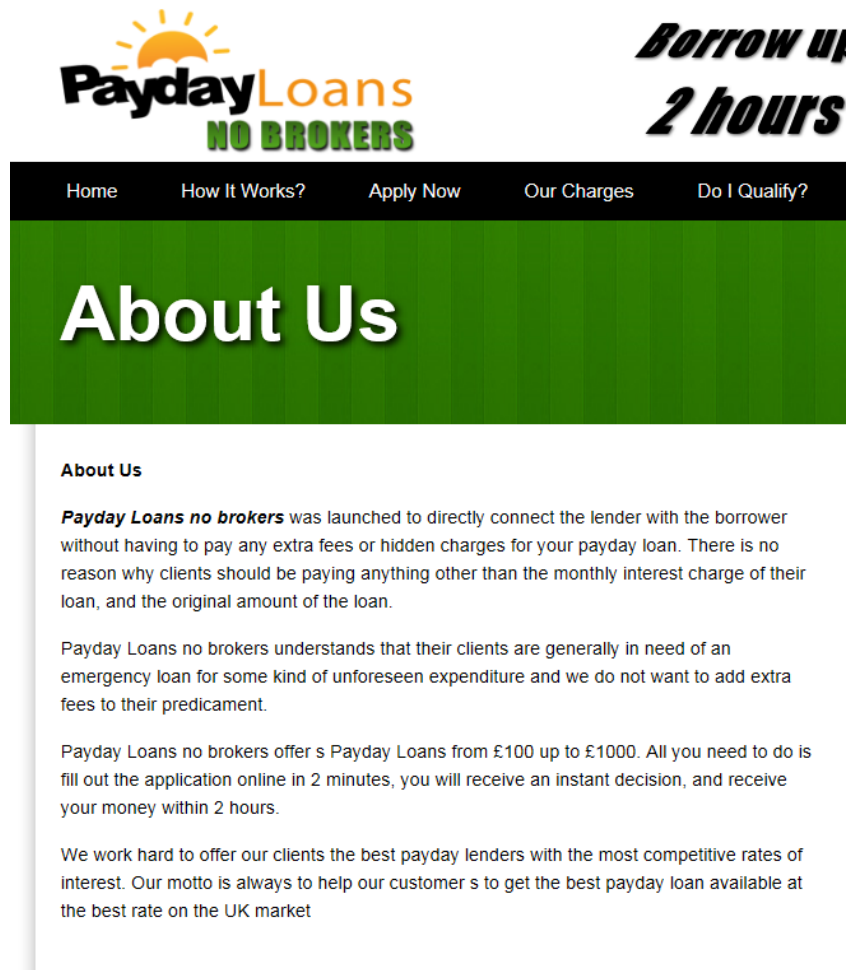 PaydayLoans
NO BROKERS
Borrow up
2 hours
Home How It Works? Apply Now Our Charges Do I Qualify?
About Us
About Us
Payday Loans no brokers was launched to directly connect the lender with the borrower
without having to pay any extra fees or hidden charges for your payday loan. There is no
reason why clients should be paying anything other than the monthly interest charge of their
loan, and the original amount of the loan.
Payday Loans no brokers understands that their clients are generally in need of an
emergency loan for some kind of unforeseen expenditure and we do not want to add extra
fees to their predicament.
Payday Loans no brokers offer s Payday Loans from £100 up to £1000. All you need to do is
fill out the application online in 2 minutes, you will receive an instant decision, and receive
your money within 2 hours.
We work hard to offer our clients the best payday lenders with the most competitive rates of
interest. Our motto is always to help our customer s to get the best payday loan available at
the best rate on the UK market